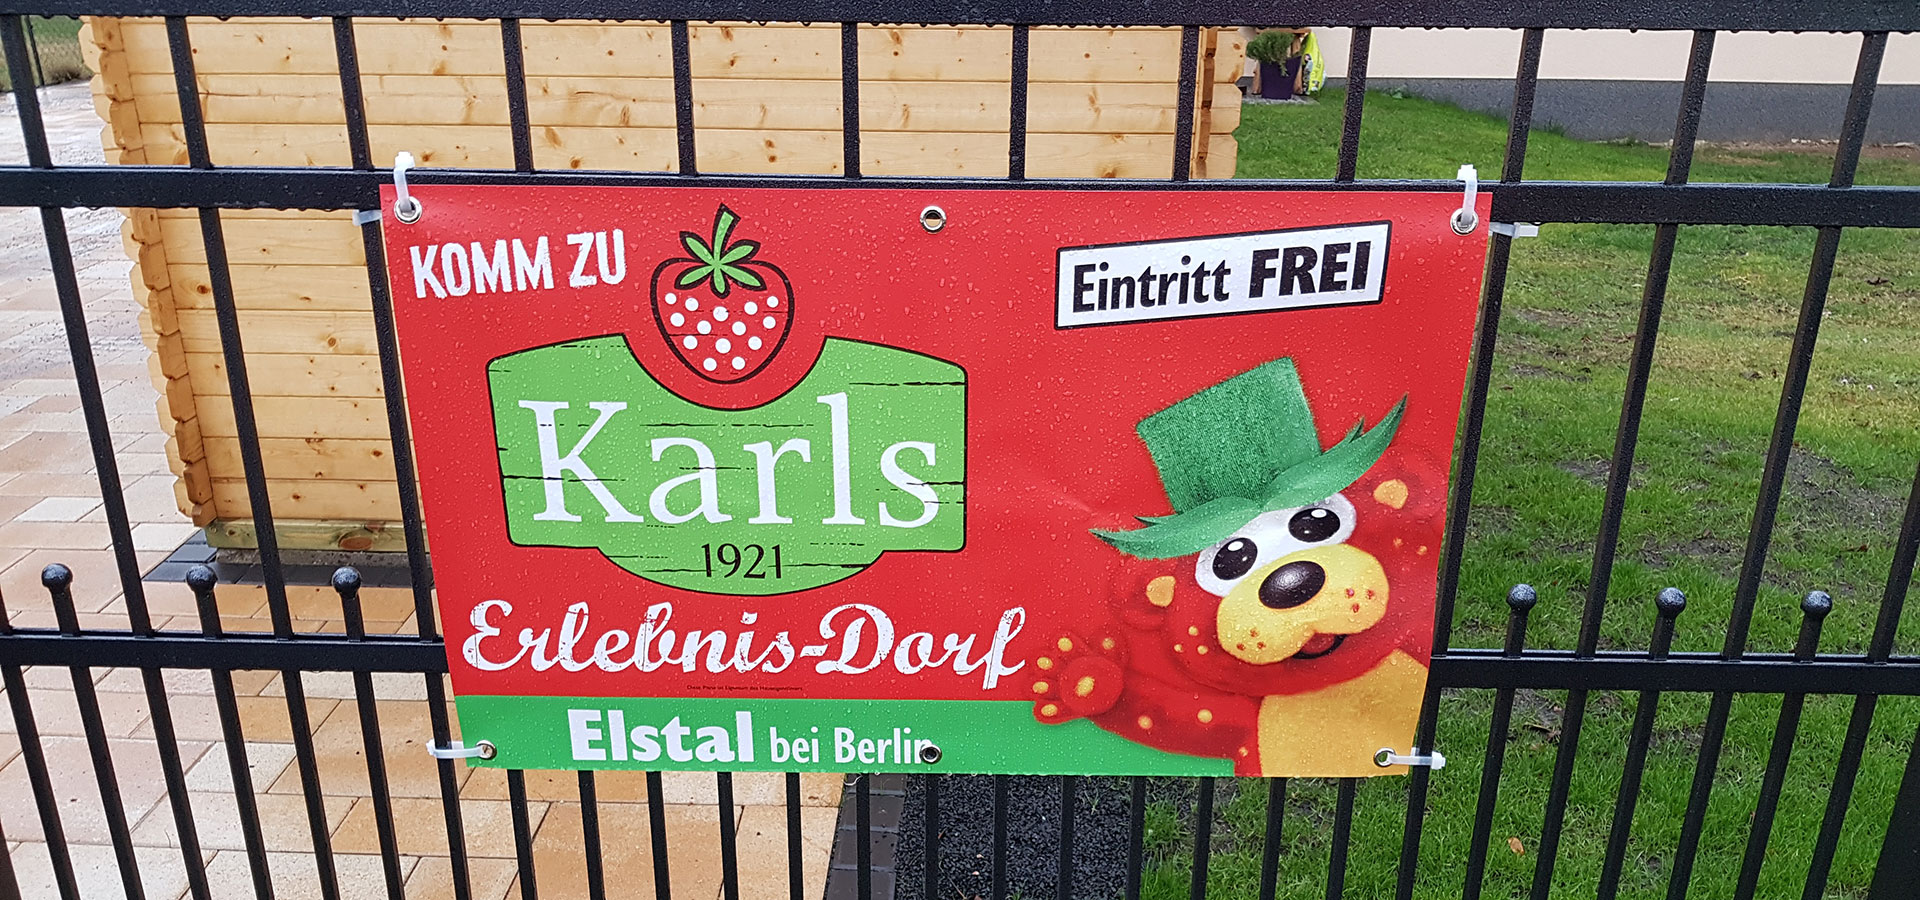 KOMM ZU
Eintritt FREI
Karls
1921
Erlebnis-Dorf
Elstal bei Berlin